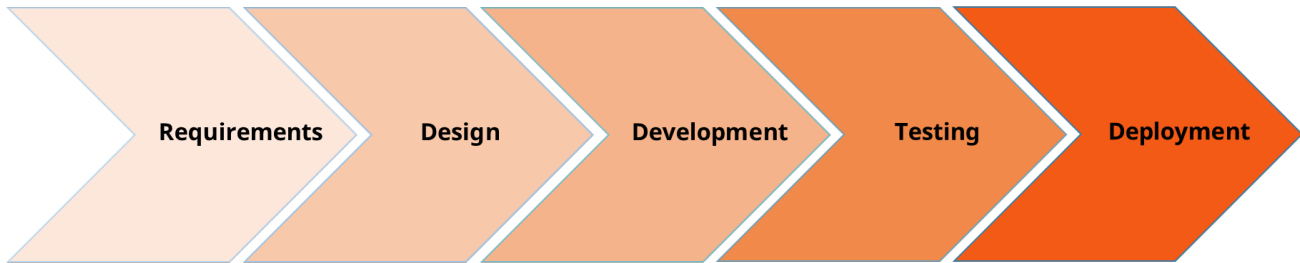 Requirements
Design
Development
Testing
Deployment